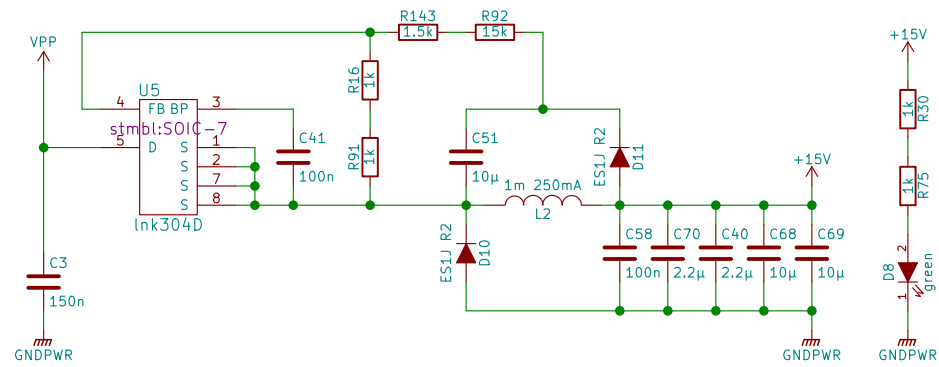 R143
1.5k
R92
15k
VPP
+15V
R16
1k
U5
4
FB
BP
3
stmbl:SOIC-7
5
D
S
1
S
2
S
7
S
8
lnk304D
C41
100n
R91
1k
C51
10µ
ES1J R2
D11
1m 250mA
L2
+15V
R30
1k
R75
1k
ES1J R2
D10
C58
100n
C70
2.2µ
C40
2.2µ
C68
10µ
C69
10µ
C3
150n
2
D8
green
1
GNDPWR
GNDPWR
GNDPWR